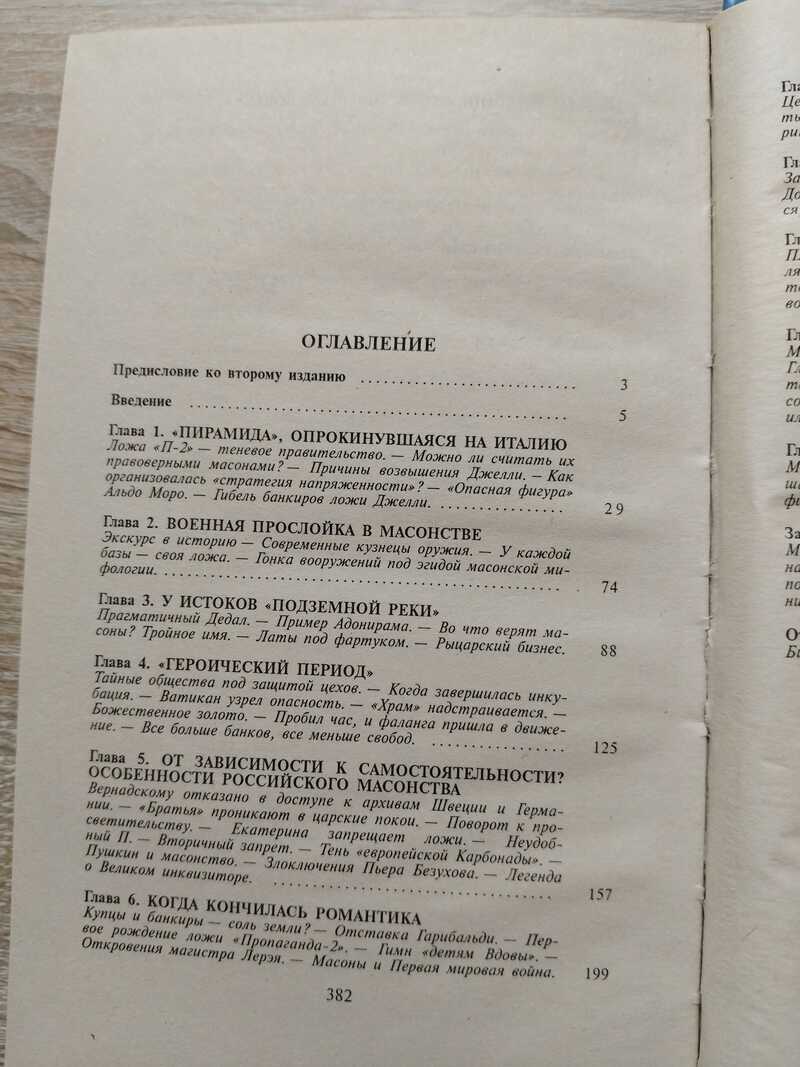 ОГЛАВЛЕНИЕ
Предисловие ко второму изданию .............................. 3
Введение .................................................... 5
Глава 1. «ПИРАМИДА», ОПРОКИНУВШАЯСЯ НА ИТАЛИЮ
Ложа «П-2» — теневое правительство. — Можно ли считать их
правоверными масонами? — Причины возвышения Джелли. — Как
организовалась «стратегия напряженности»? — «Опасная фигура»
Альдо Моро. — Гибель банкиров ложи Джелли. ................. 29
Глава 2. ВОЕННАЯ ПРОСЛОЙКА В МАСОНСТВЕ
Экскурс в историю — Современные кузнецы оружия. — У каждой
базы — своя ложа. — Гонка вооружений под эгидой масонской ми-
фологии. ................................................... 74
Глава 3. У ИСТОКОВ «ПОДЗЕМНОЙ РЕКИ»
Прагматичный Дедал. — Пример Адонирама. — Во что верят ма-
соны? Тройное имя. — Латы под фартуком. — Рыцарский бизнес. 88
Глава 4. «ГЕРОИЧЕСКИЙ ПЕРИОД»
Тайные общества под защитой цехов. — Когда завершилась инку-
бация. — Ватикан узрел опасность. — «Храм» надстраивается. —
Божественное золото. — Пробил час, и фаланга пришла в движе-
ние. — Все больше банков, все меньше свобод. ............... 125
Глава 5. ОТ ЗАВИСИМОСТИ К САМОСТОЯТЕЛЬНОСТИ?
ОСОБЕННОСТИ РОССИЙСКОГО МАСОНСТВА
Вернадскому отказано в доступе к архивам Швеции и Герма-
нии. — «Братья» проникают в царские покои. — Поворот к про-
светительству. — Екатерина запрещает ложи. — Неудоб-
ный П. — Вторичный запрет. — Тень «европейской Карбонады». —
Пушкин и масонство. — Злоключения Пьера Безухова. — Легенда
о Великом инквизиторе. ..................................... 157
Глава 6. КОГДА КОНЧИЛАСЬ РОМАНТИКА
Купцы и банкиры — соль земли? — Отставка Гарибальди. — Пер-
вое рождение ложи «Пропаганда-2». — Гимн «детям Вдовы». —
Откровения магистра Лерэя. — Масоны и Первая мировая война. 199
382